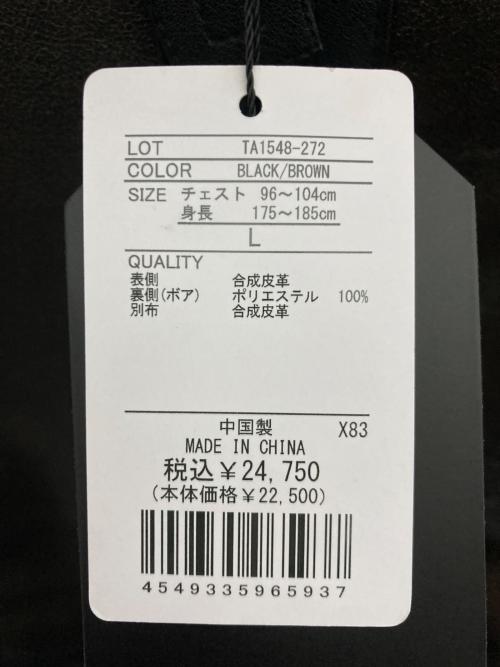 LOT TA1548-272
COLOR BLACK/BROWN
SIZE チェスト 96～104cm
身長 175～185cm
L
QUALITY
表側 合成皮革
裏側(ボア) ポリエステル 100%
別布 合成皮革
中国製 X83
MADE IN CHINA
税込￥24,750
(本体価格￥22,500)
4549335965937